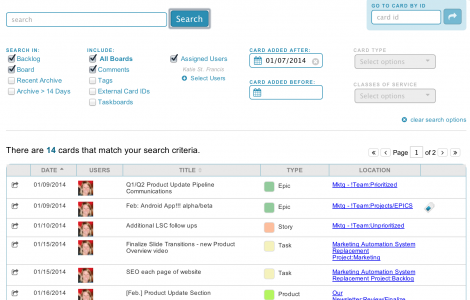 GO TO CARD BY ID
search
Search
card id
SEARCH IN:
INCLUDE:
CARD ADDED AFTER:
CARD TYPE
Backlog
All Boards
Assigned Users
01/07/2014
Select options
Board
Comments
Katie St. Francis
Recent Archive
Tags
Select Users
CARD ADDED BEFORE:
CLASSES OF SERVICE
Archive > 14 Days
External Card IDs
Select options
Taskboards
clear search options
There are 14 cards that match your search criteria.
Page 1 of 2
DATE USERS TITLE TYPE LOCATION
01/09/2014 Q1/Q2 Product Update Pipeline Communications Epic Mktg - !Team:Prioritized
01/09/2014 Feb: Android App!!! alpha/beta Epic Mktg - !Team:Projects/EPICS
01/10/2014 Additional LSC follow ups Story Mktg - !Team:Unprioritized
01/15/2014 Finalize Slide Transitions - new Product Overview video Task Marketing Automation System Replacement Project:Marketing
01/15/2014 SEO each page of website Task Marketing Automation System Replacement Project:Backlog
01/16/2014 [Feb.] Product Update Section Product Our Newsletter:Review/Finalize